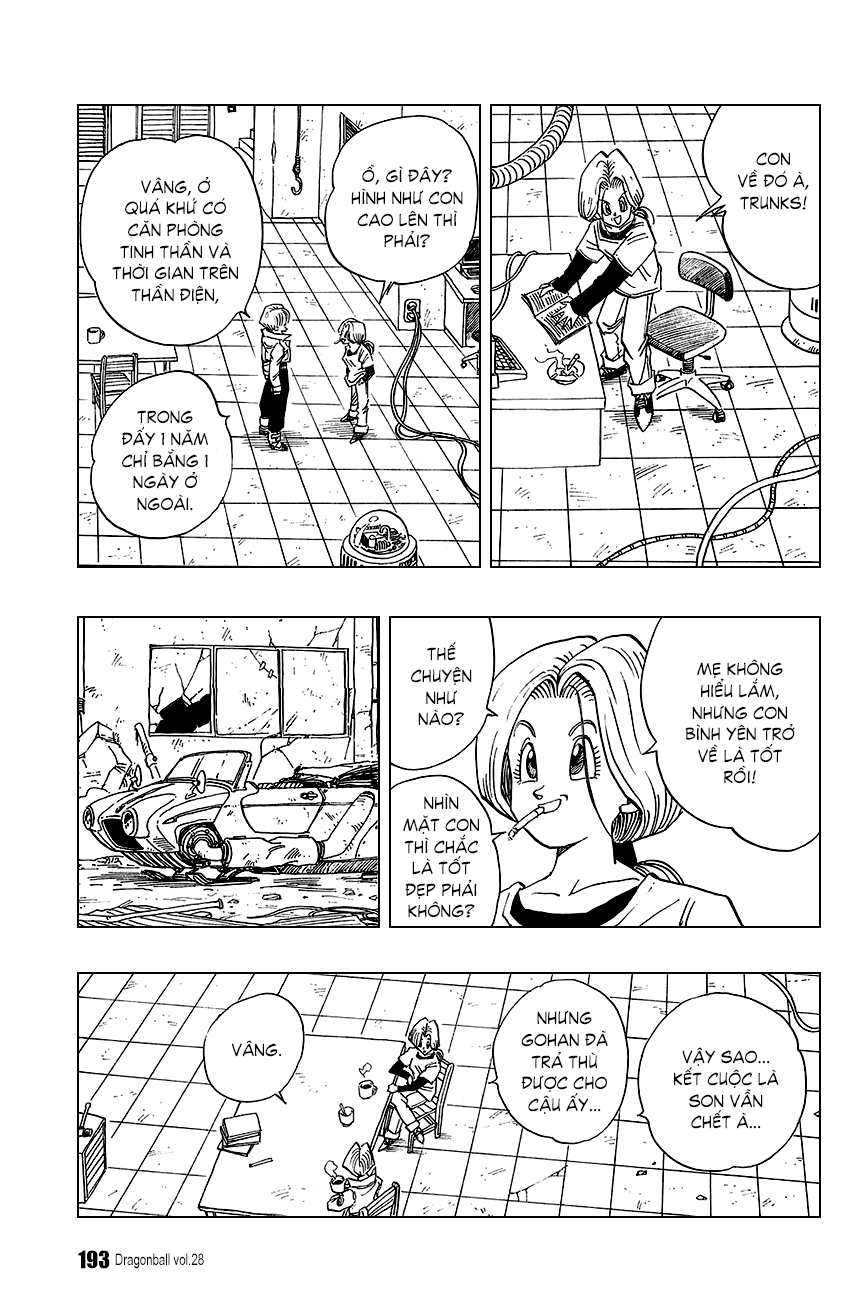 CON
VỀ ĐÓ À,
TRUNKS!
Ồ, GÌ ĐÂY?
HÌNH NHƯ CON
CAO LÊN THÌ
PHẢI?
VÂNG, Ở
QUÁ KHỨ CÓ
CĂN PHÒNG
TINH THẦN VÀ
THỜI GIAN TRÊN
THẦN ĐIỆN,
TRONG
ĐẤY 1 NĂM
CHỈ BẰNG 1
NGÀY Ở
NGOÀI.
MẸ KHÔNG
HIỂU LẮM,
NHƯNG CON
BÌNH YÊN TRỞ
VỀ LÀ TỐT
RỒI!
THẾ
CHUYỆN
NHƯ
NÀO?
NHÌN
MẶT CON
THÌ CHẮC
LÀ TỐT
ĐẸP PHẢI
KHÔNG?
VẬY SAO...
KẾT CUỘC LÀ
SON VẪN
CHẾT À...
NHƯNG
GOHAN ĐÃ
TRẢ THÙ
ĐƯỢC CHO
CẬU ẤY...
VÂNG.
193 Dragonball vol.28